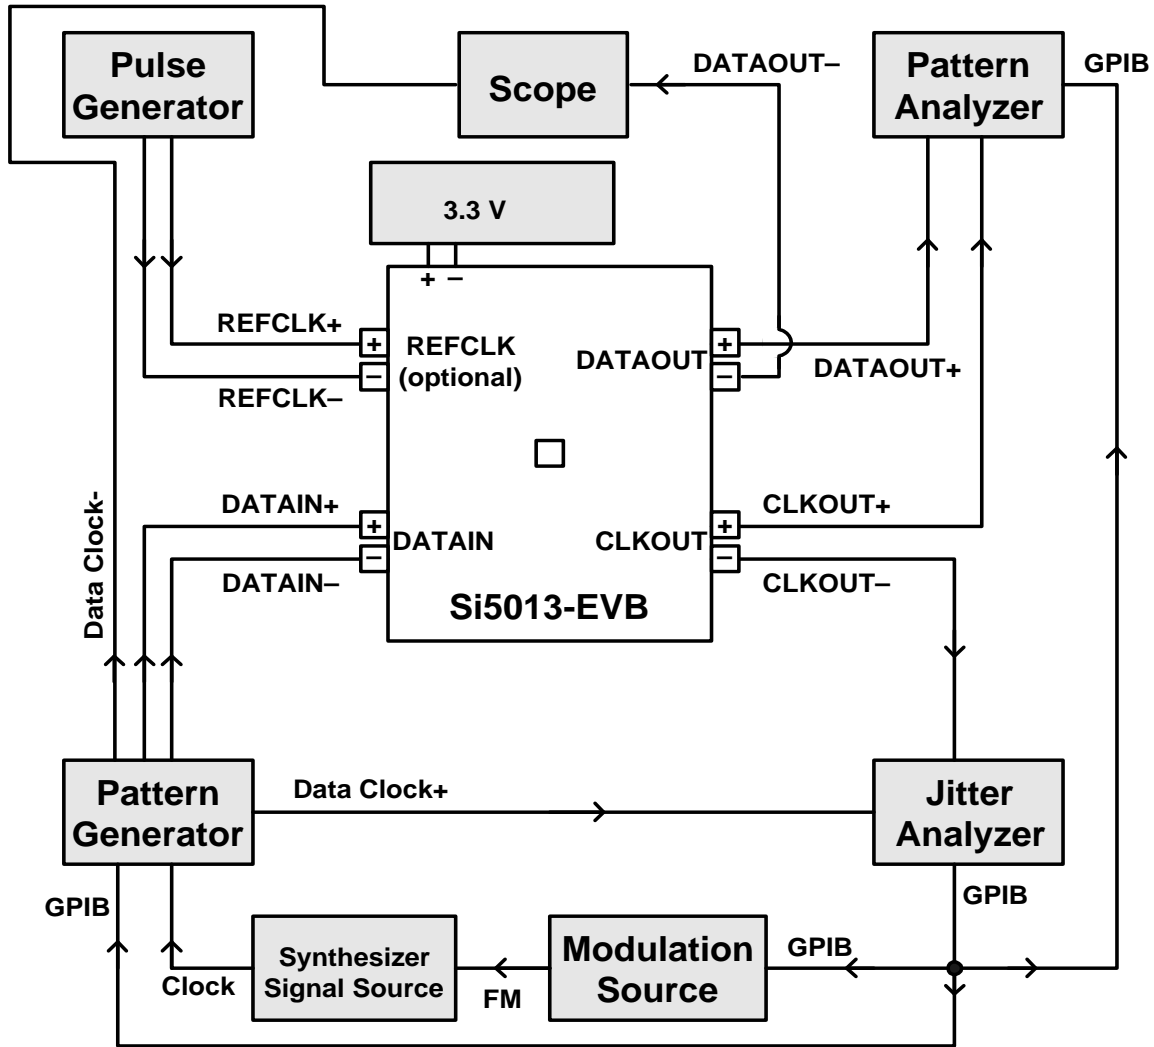 Pulse
Generator
Scope
DATAOUT–
Pattern
Analyzer
GPIB
3.3 V
+ –
REFCLK+
+
REFCLK
(optional)
–
REFCLK–
DATAOUT
+
–
DATAOUT+
Data Clock-
DATAIN+
+
DATAIN
–
DATAIN–
CLKOUT
+
–
CLKOUT+
CLKOUT–
Si5013-EVB
Pattern
Generator
Data Clock+
Jitter
Analyzer
GPIB
GPIB
Clock
Synthesizer
Signal Source
FM
Modulation
Source
GPIB